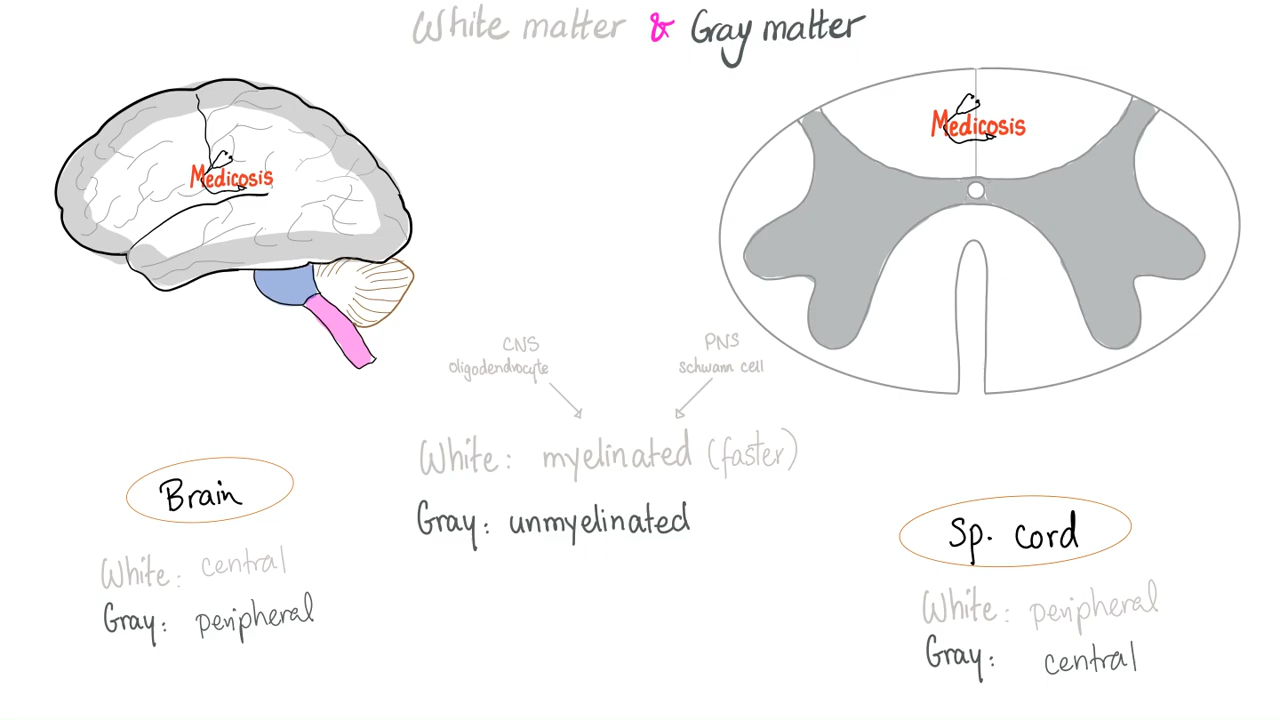 White matter & Gray matter
Medicosis
Medicosis
CNS
oligodendrocyte
PNS
Schwann cell
White: myelinated (faster)
Gray: unmyelinated
Brain
White: central
Gray: peripheral
Sp. cord
White: peripheral
Gray: central